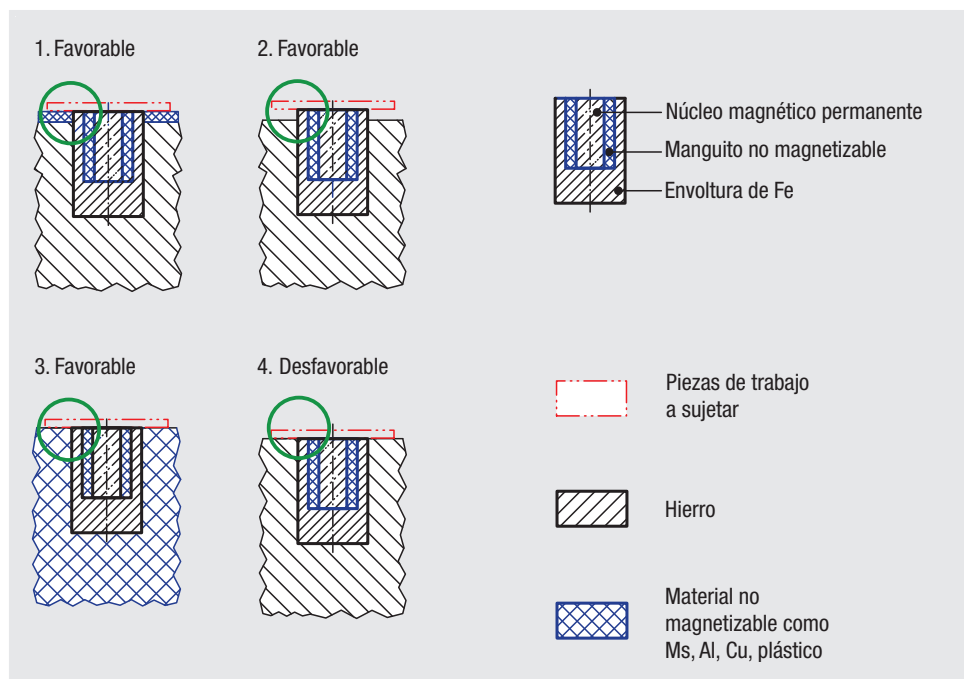 1. Favorable
2. Favorable
Núcleo magnético permanente
Manguito no magnetizable
Envoltura de Fe
3. Favorable
4. Desfavorable
Piezas de trabajo
a sujetar
Hierro
Material no
magnetizable como
Ms, Al, Cu, plástico